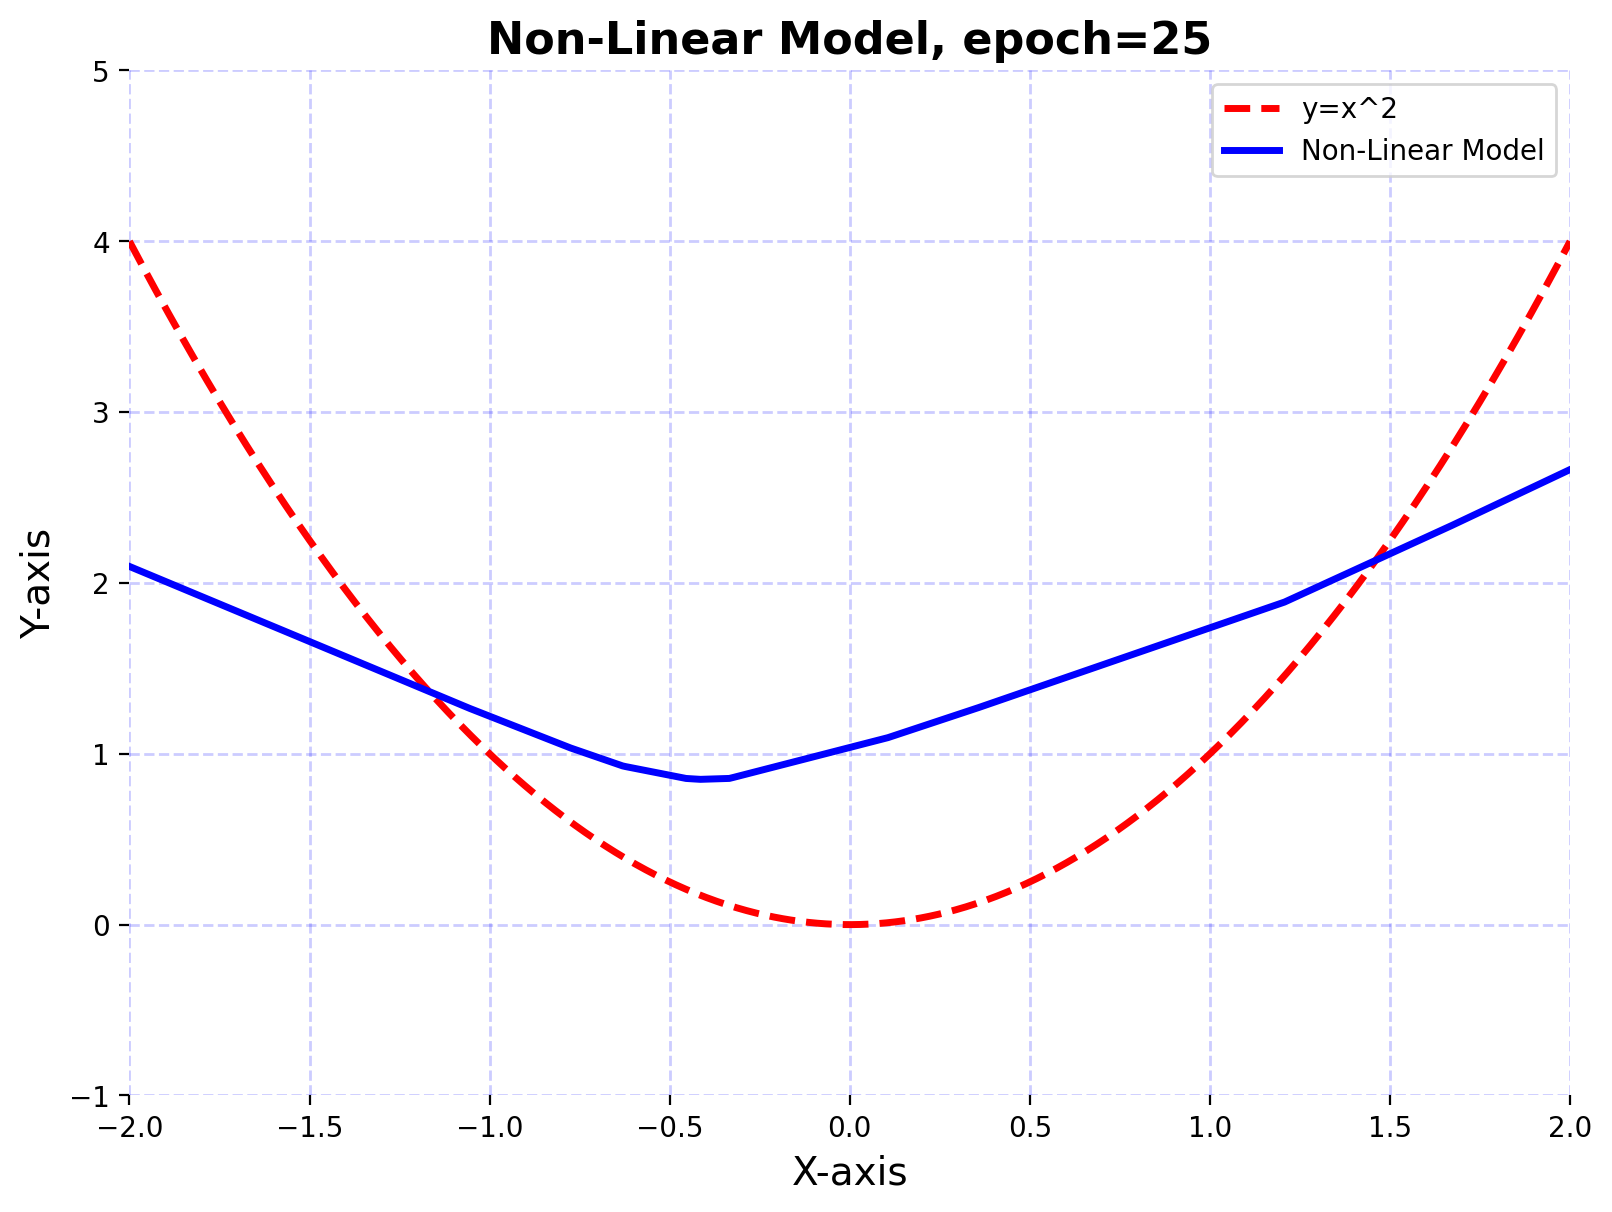 Non-Linear Model, epoch=25
5
y=x^2
Non-Linear Model
4
3
2
1
0
−1
Y-axis
−2.0 −1.5 −1.0 −0.5 0.0 0.5 1.0 1.5 2.0
X-axis